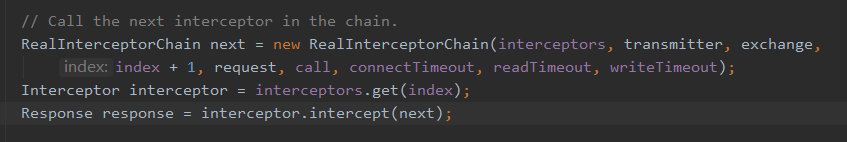 // Call the next interceptor in the chain.
RealInterceptorChain next = new RealInterceptorChain(interceptors, transmitter, exchange,
index: index + 1, request, call, connectTimeout, readTimeout, writeTimeout);
Interceptor interceptor = interceptors.get(index);
Response response = interceptor.intercept(next);